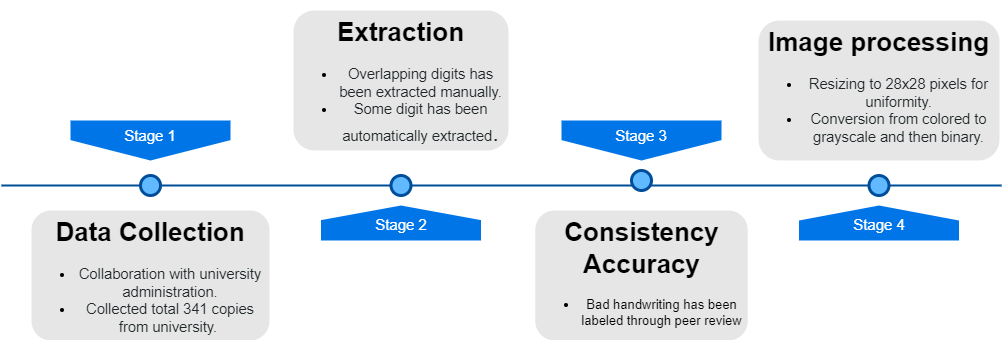 Stage 1
Data Collection
• Collaboration with university
administration.
• Collected total 341 copies
from university.
Extraction
• Overlapping digits has
been extracted manually.
• Some digit has been
automatically extracted.
Stage 2
Stage 3
Consistency
Accuracy
• Bad handwriting has been
labeled through peer review
Image processing
• Resizing to 28x28 pixels for
uniformity.
• Conversion from colored to
grayscale and then binary.
Stage 4